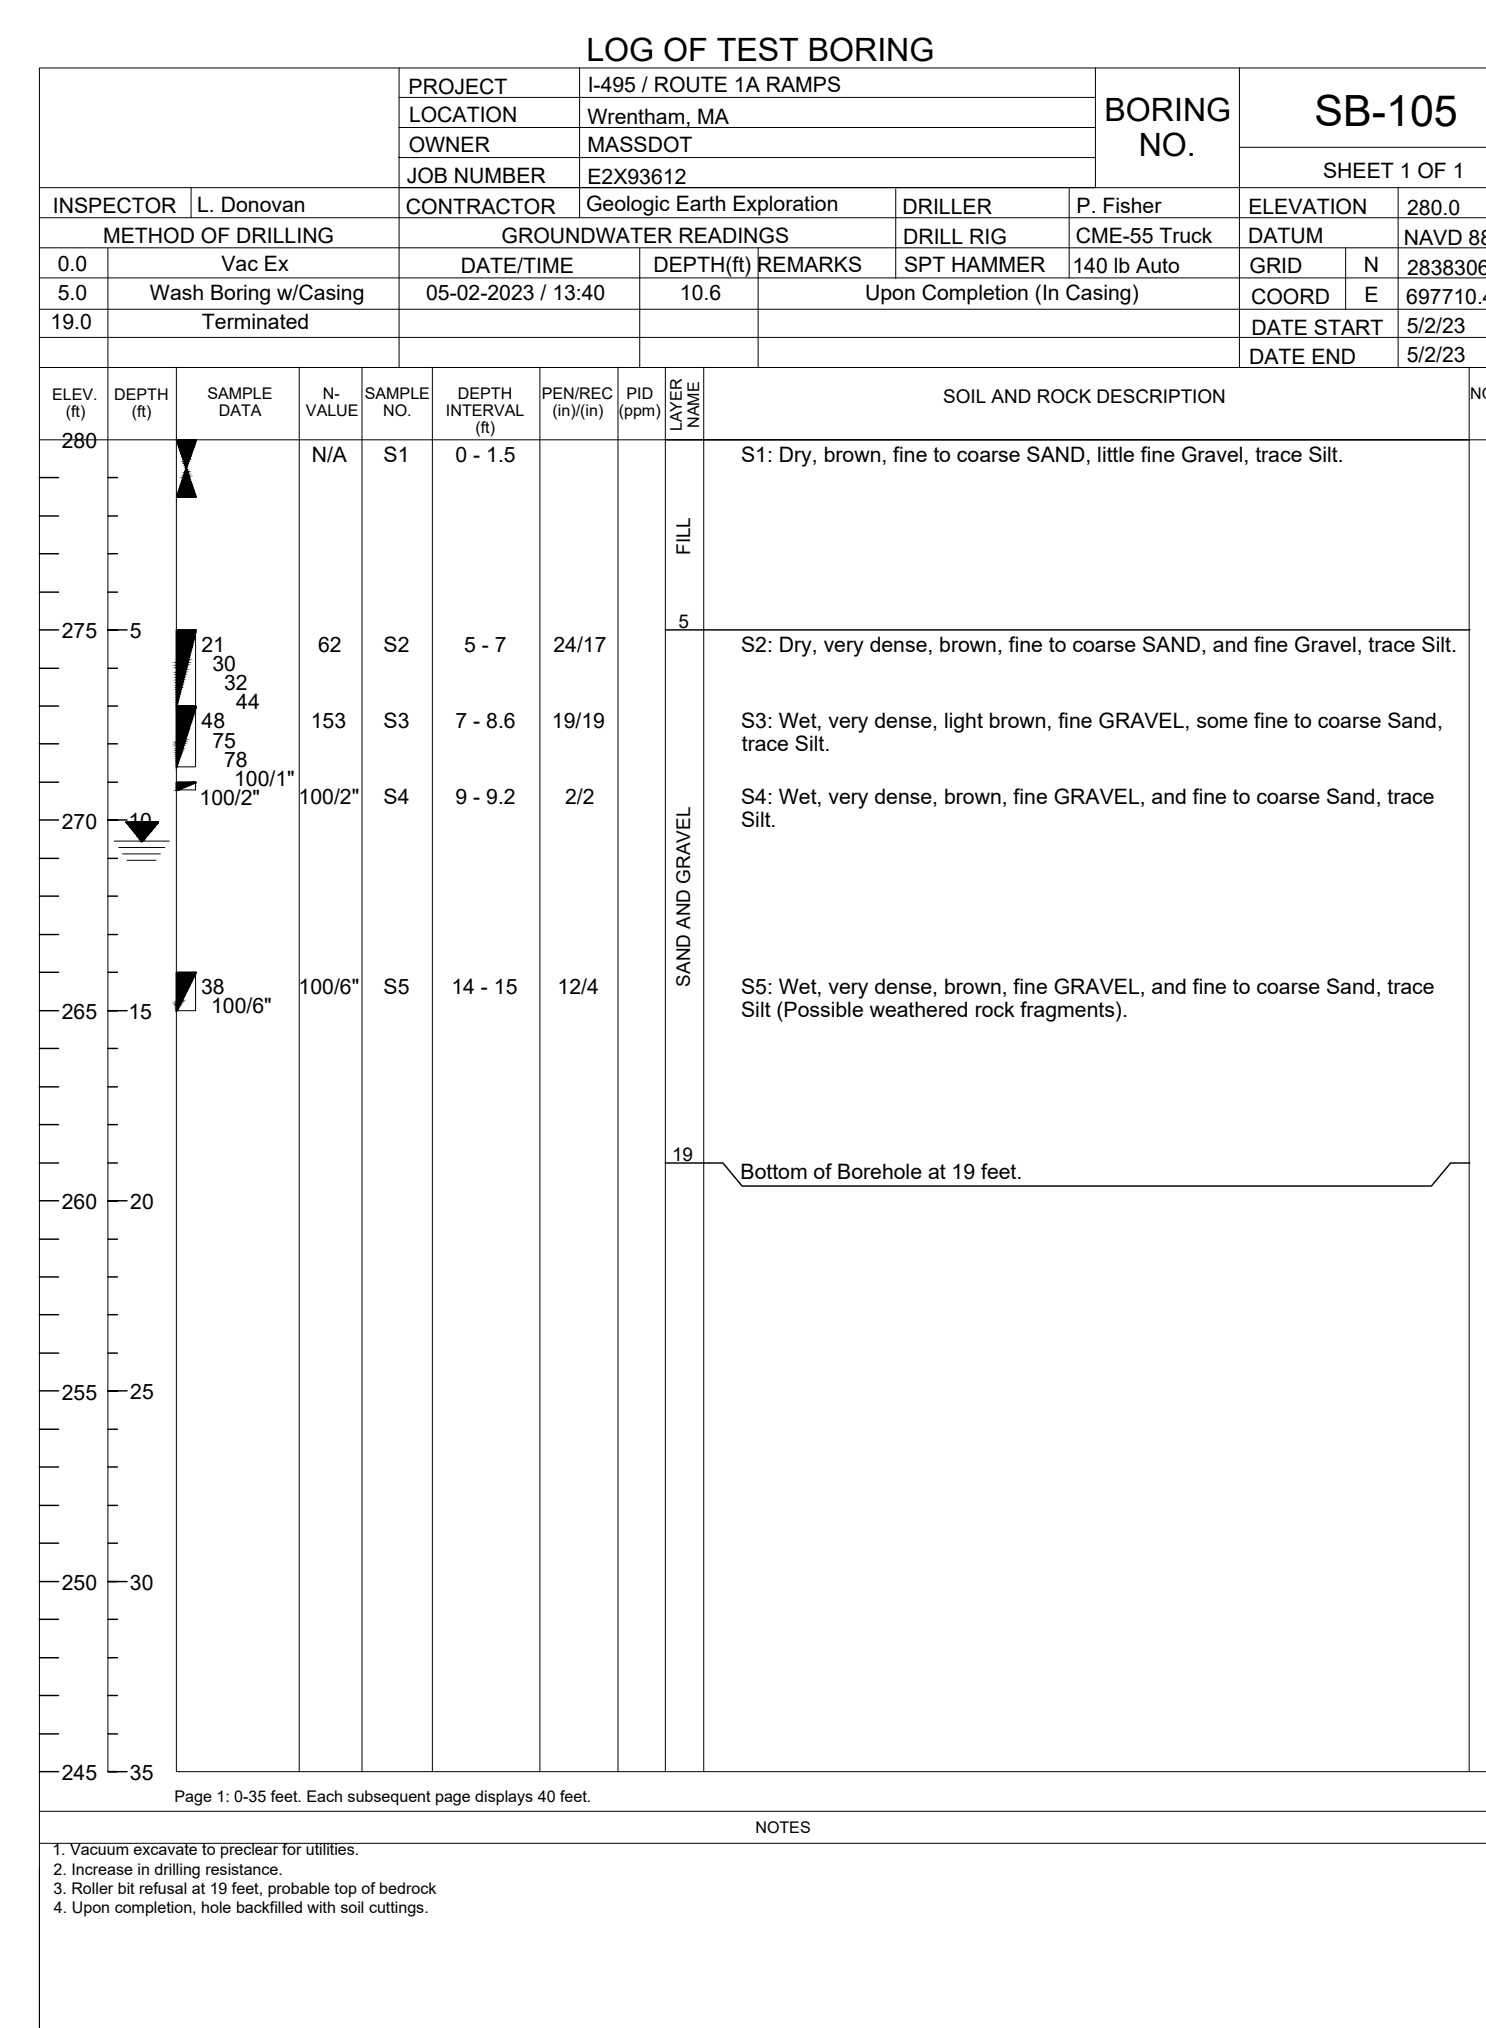 LOG OF TEST BORING
PROJECT I-495 / ROUTE 1A RAMPS
LOCATION Wrentham, MA
OWNER MASSDOT
JOB NUMBER E2X93612
BORING NO.
SB-105
SHEET 1 OF 1
INSPECTOR L. Donovan CONTRACTOR Geologic Earth Exploration DRILLER P. Fisher ELEVATION 280.0
METHOD OF DRILLING GROUNDWATER READINGS DRILL RIG CME-55 Truck DATUM NAVD 88
0.0 Vac Ex DATE/TIME DEPTH(ft) REMARKS SPT HAMMER 140 lb Auto GRID N 2838306
5.0 Wash Boring w/Casing 05-02-2023 / 13:40 10.6 Upon Completion (In Casing) COORD E 697710.4
19.0 Terminated DATE START 5/2/23
DATE END 5/2/23
ELEV. (ft) DEPTH (ft) SAMPLE DATA N-VALUE SAMPLE NO. DEPTH INTERVAL (ft) PEN/REC (in)/(in) PID (ppm) LAYER NAME SOIL AND ROCK DESCRIPTION
280
N/A S1 0 - 1.5 S1: Dry, brown, fine to coarse SAND, little fine Gravel, trace Silt.
FILL
5
275 5
21 62 S2 5 - 7 24/17 S2: Dry, very dense, brown, fine to coarse SAND, and fine Gravel, trace Silt.
30
32
44
48 153 S3 7 - 8.6 19/19 S3: Wet, very dense, light brown, fine GRAVEL, some fine to coarse Sand,
75 trace Silt.
78
100/1"
100/2" 100/2" S4 9 - 9.2 2/2 S4: Wet, very dense, brown, fine GRAVEL, and fine to coarse Sand, trace
Silt.
270 10
SAND AND GRAVEL
38 100/6" S5 14 - 15 12/4 S5: Wet, very dense, brown, fine GRAVEL, and fine to coarse Sand, trace
100/6" Silt (Possible weathered rock fragments).
265 15
19
Bottom of Borehole at 19 feet.
260 20
255 25
250 30
245 35
Page 1: 0-35 feet. Each subsequent page displays 40 feet.
NOTES
1. Vacuum excavate to preclear for utilities.
2. Increase in drilling resistance.
3. Roller bit refusal at 19 feet, probable top of bedrock
4. Upon completion, hole backfilled with soil cuttings.